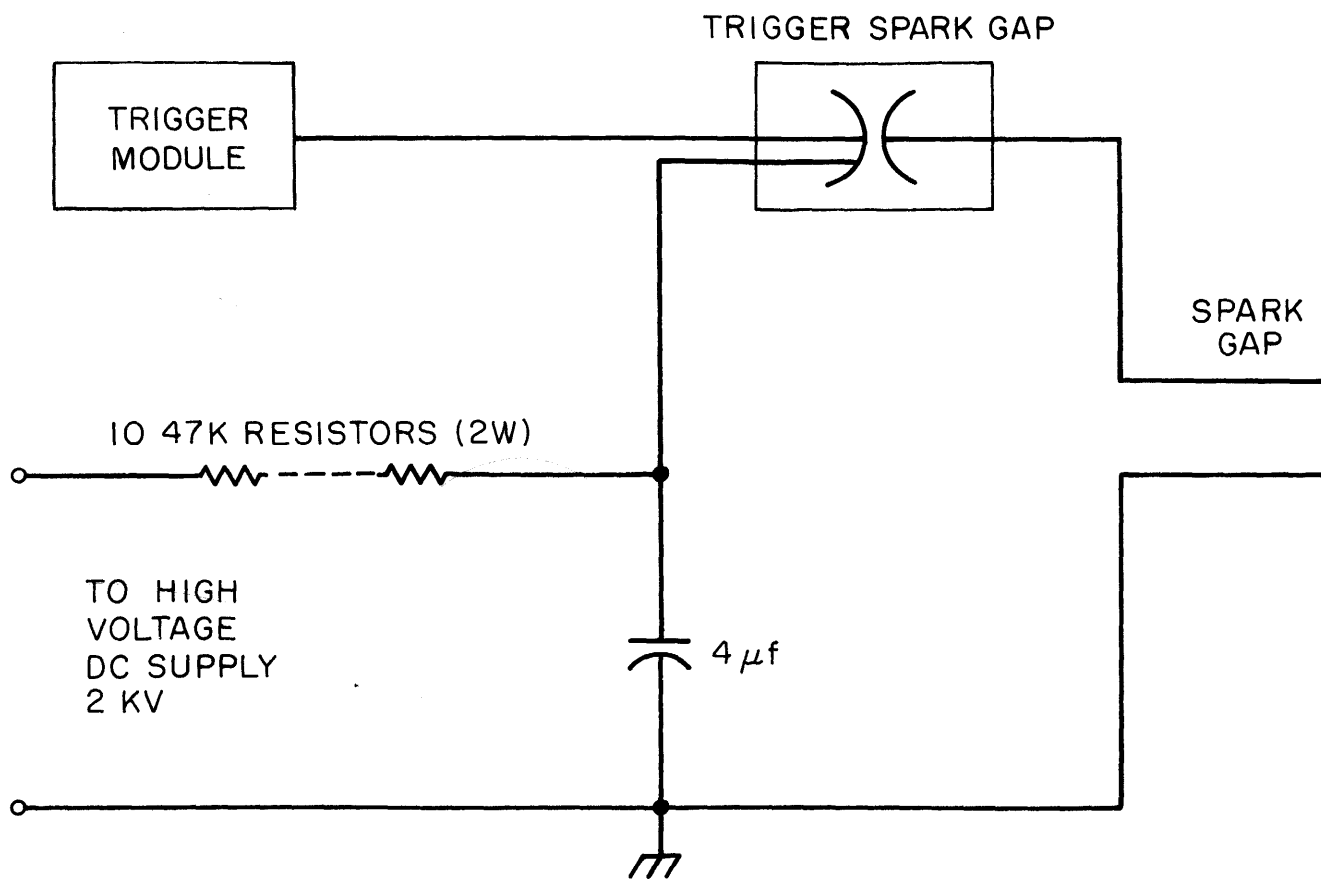 TRIGGER SPARK GAP
TRIGGER
MODULE
SPARK
GAP
10 47K RESISTORS (2W)
TO HIGH
VOLTAGE
DC SUPPLY
2 KV
4 μf